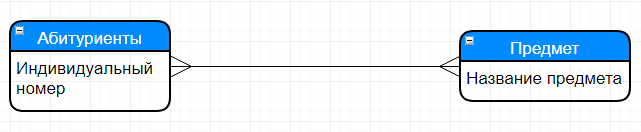 Абитуриенты
Индивидуальный
номер
Предмет
Название предмета